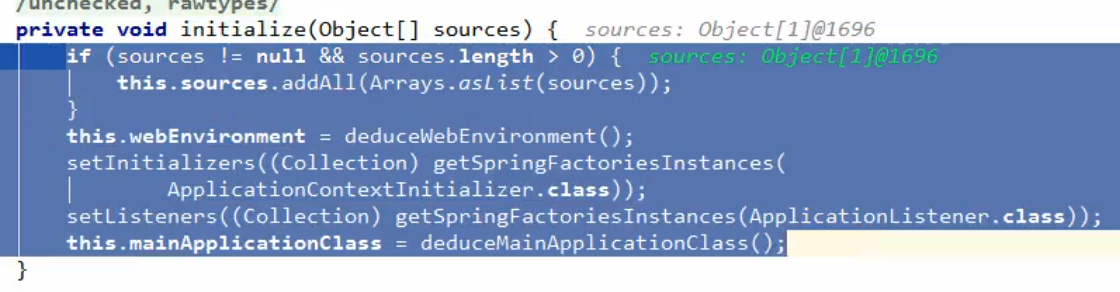 /unchecked, rawtypes/
private void initialize(Object[] sources) {  sources: Object[1]@1696
if (sources != null && sources.length > 0) {  sources: Object[1]@1696
this.sources.addAll(Arrays.asList(sources));
}
this.webEnvironment = deduceWebEnvironment();
setInitializers((Collection) getSpringFactoriesInstances(
ApplicationContextInitializer.class));
setListeners((Collection) getSpringFactoriesInstances(ApplicationListener.class));
this.mainApplicationClass = deduceMainApplicationClass();
}